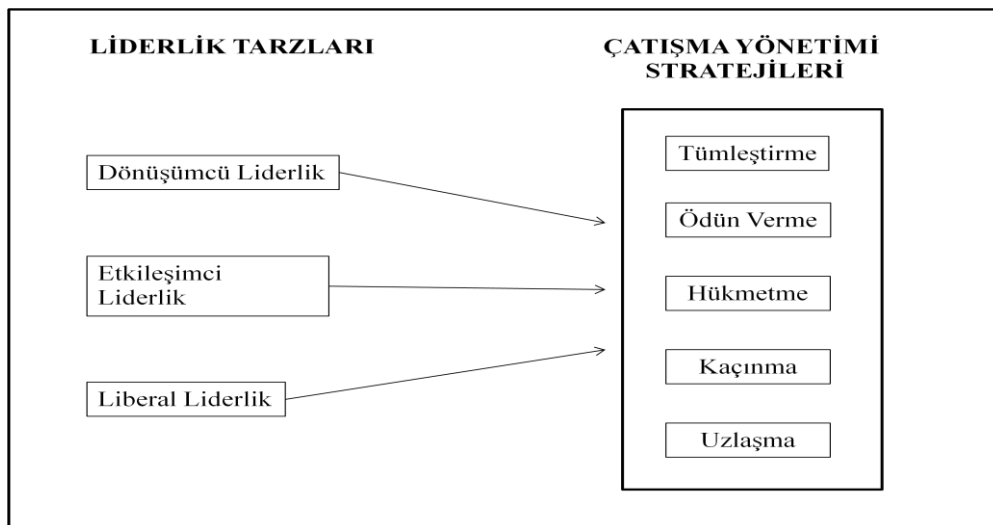 LİDERLİK TARZLARI
Dönüşümcü Liderlik
Etkileşimci
Liderlik
Liberal Liderlik
ÇATIŞMA YÖNETİMİ
STRATEJİLERİ
Tümleştirme
Ödün Verme
Hükmetme
Kaçınma
Uzlaşma